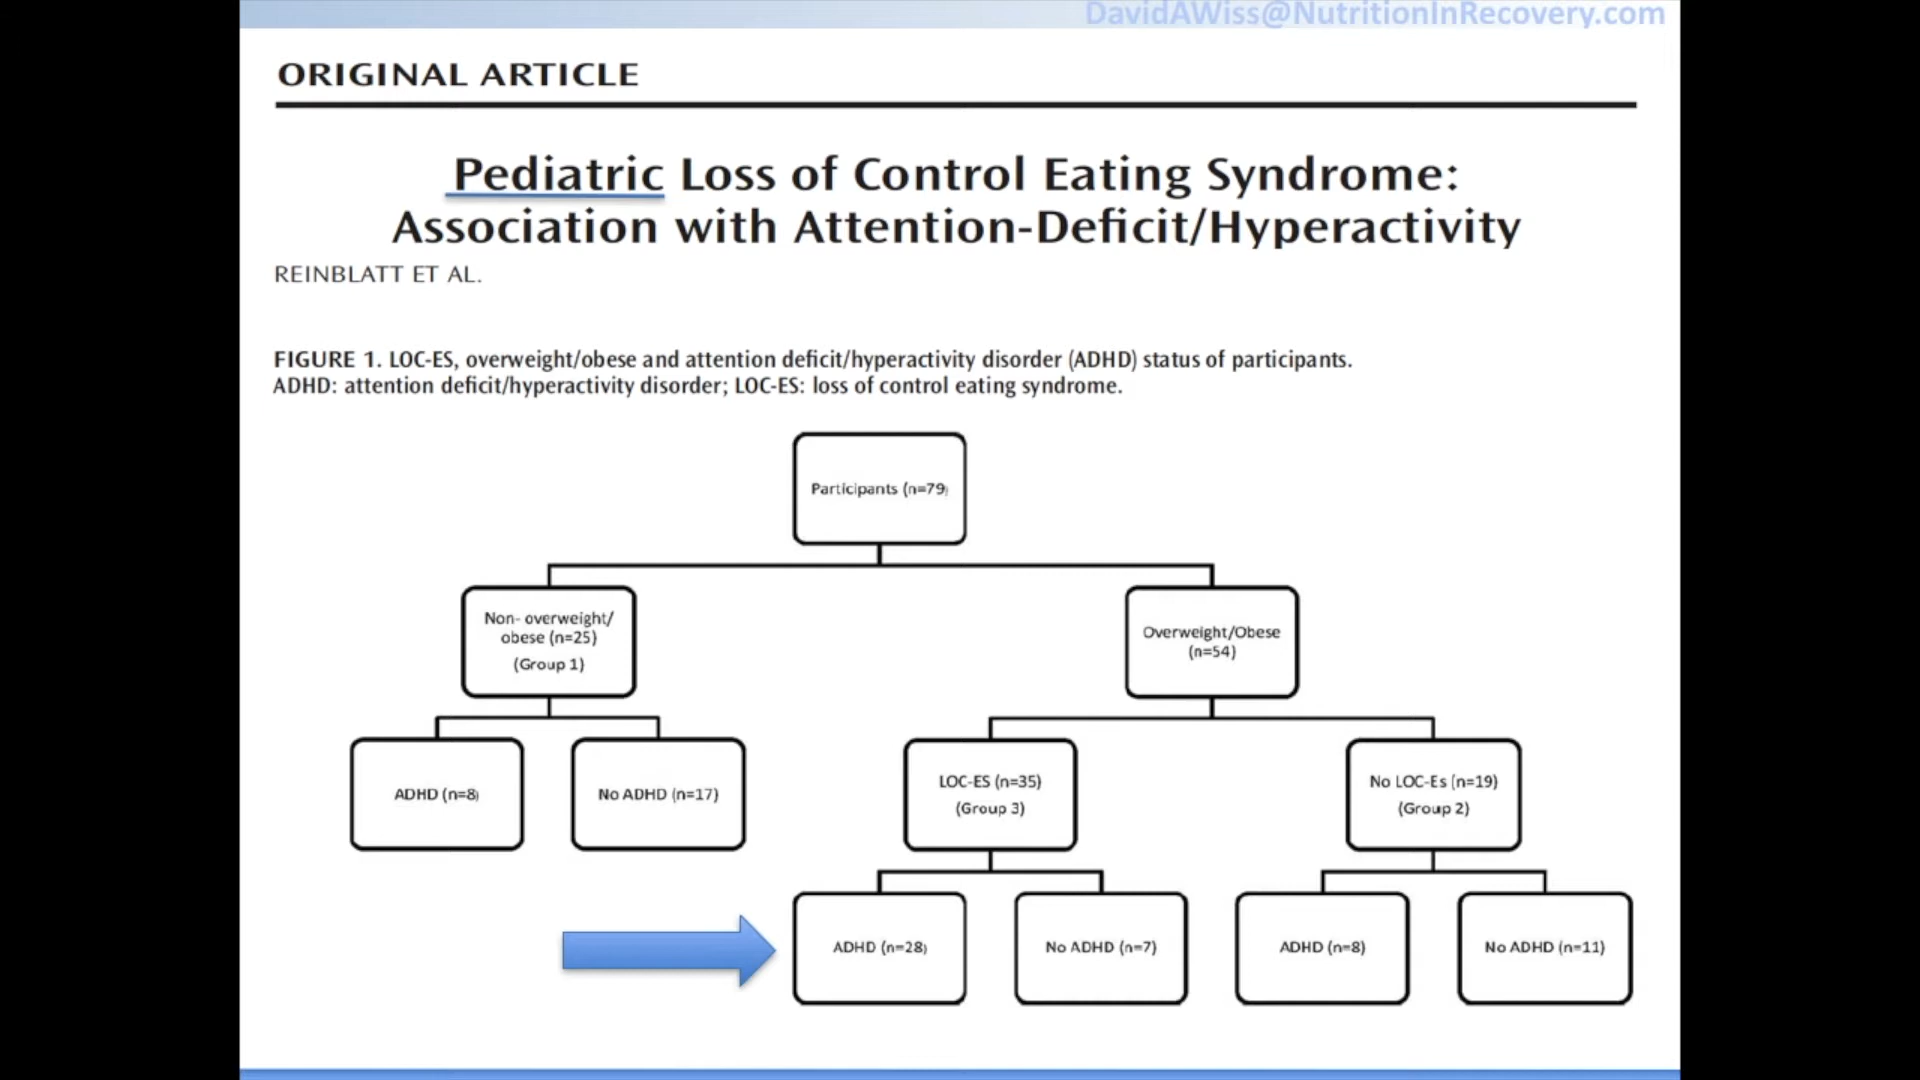 DavidAWiss@NutritionInRecovery.com
ORIGINAL ARTICLE
Pediatric Loss of Control Eating Syndrome:
Association with Attention-Deficit/Hyperactivity
REINBLATT ET AL.
FIGURE 1. LOC-ES, overweight/obese and attention deficit/hyperactivity disorder (ADHD) status of participants.
ADHD: attention deficit/hyperactivity disorder; LOC-ES: loss of control eating syndrome.
Participants (n=79)
Non- overweight/
obese (n=25)
(Group 1)
Overweight/Obese
(n=54)
ADHD (n=8)
No ADHD (n=17)
LOC-ES (n=35)
(Group 3)
No LOC-Es (n=19)
(Group 2)
ADHD (n=28)
No ADHD (n=7)
ADHD (n=8)
No ADHD (n=11)